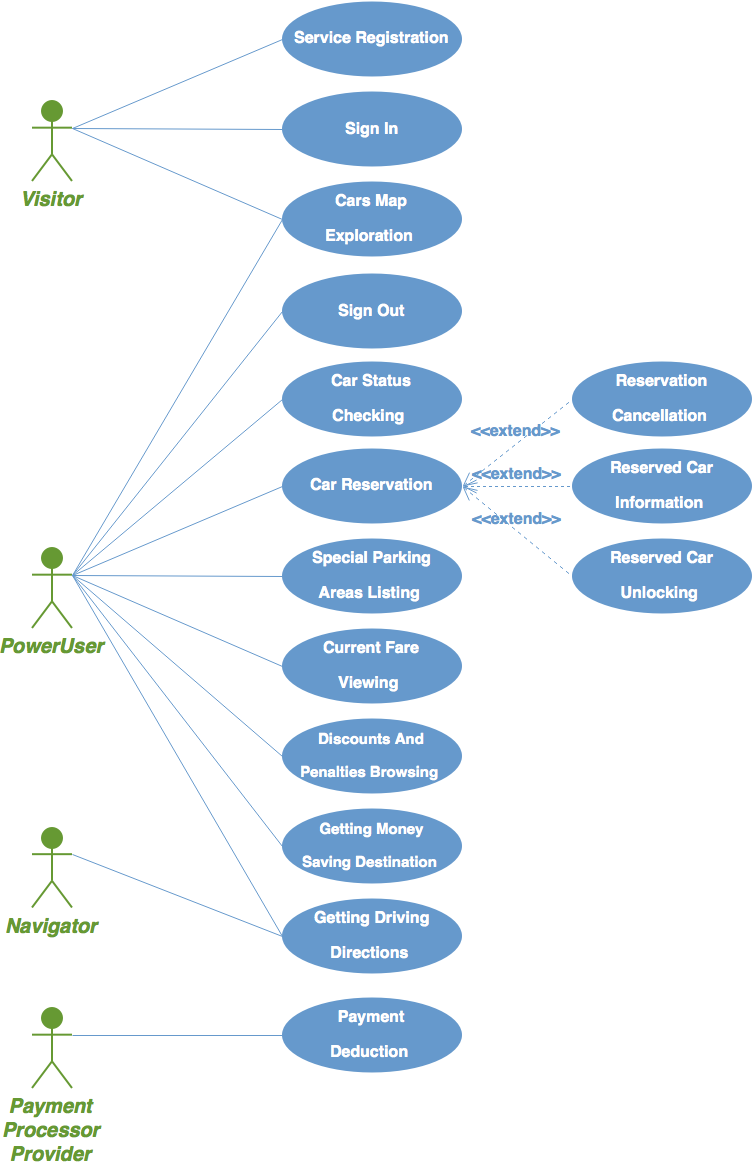 Service Registration
Sign In
Visitor
Cars Map
Exploration
Sign Out
Car Status
Checking
Reservation
Cancellation
<<extend>>
Car Reservation
<<extend>>
Reserved Car
Information
<<extend>>
Special Parking
Areas Listing
Reserved Car
Unlocking
PowerUser
Current Fare
Viewing
Discounts And
Penalties Browsing
Getting Money
Saving Destination
Navigator
Getting Driving
Directions
Payment
Deduction
Payment
Processor
Provider